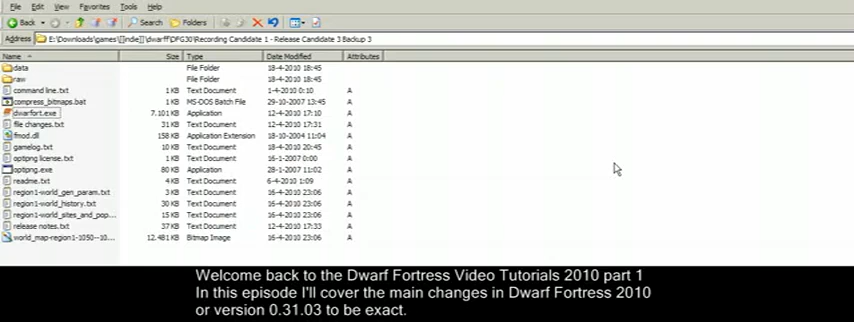 File Edit View Favorites Tools Help
Back Search Folders
Address E:\Downloads\games\[[indie]]\dwarff\DFG30\Recording Candidate 1 - Release Candidate 3 Backup 3
Name Size Type Date Modified Attributes
data File Folder 18-4-2010 18:45
raw File Folder 18-4-2010 18:45
command line.txt 1 KB Text Document 1-4-2010 0:10 A
compress_bitmaps.bat 1 KB MS-DOS Batch File 29-10-2007 13:45 A
dwarfort.exe 7.101 KB Application 12-4-2010 17:10 A
file changes.txt 31 KB Text Document 12-4-2010 17:31 A
fmod.dll 158 KB Application Extension 18-10-2004 11:04 A
gamelog.txt 10 KB Text Document 18-4-2010 20:45 A
optipng license.txt 1 KB Text Document 16-1-2007 0:00 A
optipng.exe 80 KB Application 28-1-2007 11:02 A
readme.txt 4 KB Text Document 6-4-2010 1:09 A
region1-world_gen_param.txt 3 KB Text Document 16-4-2010 23:06 A
region1-world_history.txt 30 KB Text Document 16-4-2010 23:06 A
region1-world_sites_and_pop... 15 KB Text Document 16-4-2010 23:06 A
release notes.txt 37 KB Text Document 12-4-2010 17:33 A
world_map-region1-1050--10... 12.481 KB Bitmap Image 16-4-2010 23:06 A
Welcome back to the Dwarf Fortress Video Tutorials 2010 part 1
In this episode I'll cover the main changes in Dwarf Fortress 2010
or version 0.31.03 to be exact.